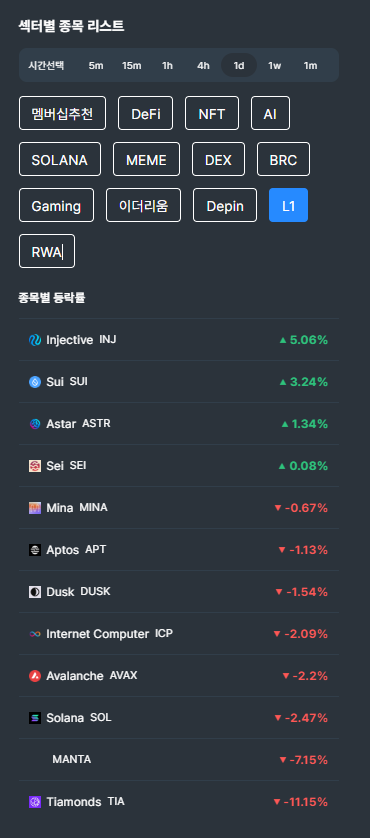 섹터별 종목 리스트
시간선택 5m 15m 1h 4h 1d 1w 1m
멤버십추천 DeFi NFT AI
SOLANA MEME DEX BRC
Gaming 이더리움 Depin L1
RWA
종목별 등락률
Injective INJ ▲ 5.06%
Sui SUI ▲ 3.24%
Astar ASTR ▲ 1.34%
Sei SEI ▲ 0.08%
Mina MINA ▼ -0.67%
Aptos APT ▼ -1.13%
Dusk DUSK ▼ -1.54%
Internet Computer ICP ▼ -2.09%
Avalanche AVAX ▼ -2.2%
Solana SOL ▼ -2.47%
MANTA ▼ -7.15%
Tiamonds TIA ▼ -11.15%